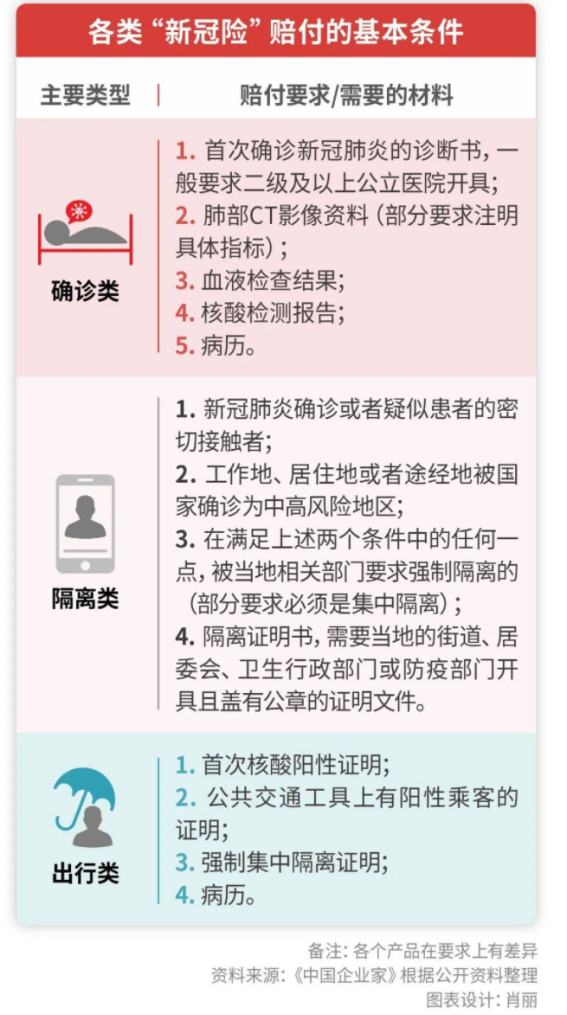 各类“新冠险”赔付的基本条件
主要类型 赔付要求/需要的材料
1. 首次确诊新冠肺炎的诊断书，一
般要求二级及以上公立医院开具；
2. 肺部CT影像资料（部分要求注明
具体指标）；
3. 血液检查结果；
4. 核酸检测报告；
5. 病历。
确诊类
1. 新冠肺炎确诊或者疑似患者的密
切接触者；
2. 工作地、居住地或者途经地被国
家确诊为中高风险地区；
3. 在满足上述两个条件中的任何一
点，被当地相关部门要求强制隔离的
（部分要求必须是集中隔离）；
4. 隔离证明书，需要当地的街道、居
委会、卫生行政部门或防疫部门开
具且盖有公章的证明文件。
隔离类
1. 首次核酸阳性证明；
2. 公共交通工具上有阳性乘客的
证明；
3. 强制集中隔离证明；
4. 病历。
出行类
备注：各个产品在要求上有差异
资料来源：《中国企业家》根据公开资料整理
图表设计：肖丽